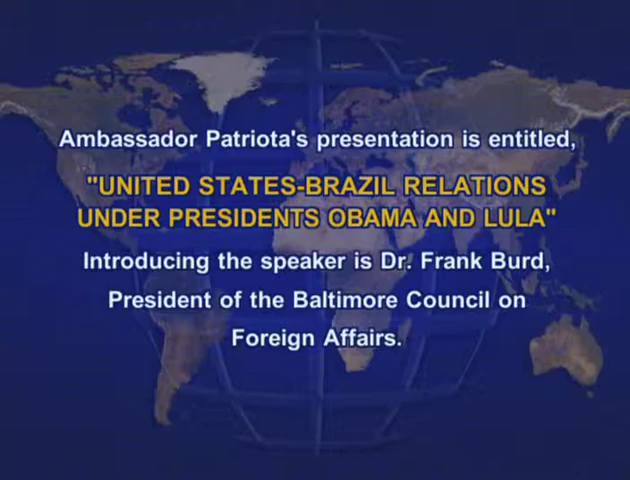 Ambassador Patriota's presentation is entitled,
"UNITED STATES-BRAZIL RELATIONS
UNDER PRESIDENTS OBAMA AND LULA"
Introducing the speaker is Dr. Frank Burd,
President of the Baltimore Council on
Foreign Affairs.